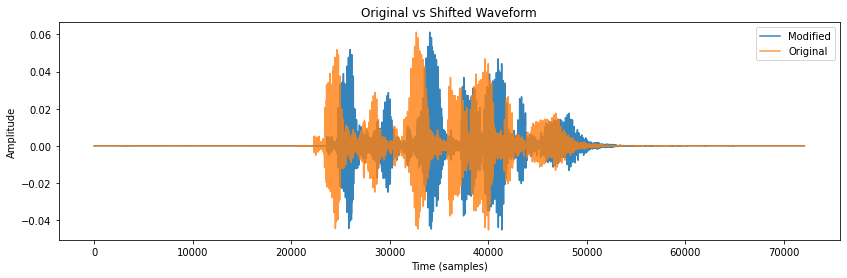 Original vs Shifted Waveform
Modified
Original
Amplitude
0.06
0.04
0.02
0.00
−0.02
−0.04
0
10000
20000
30000
40000
50000
60000
70000
Time (samples)